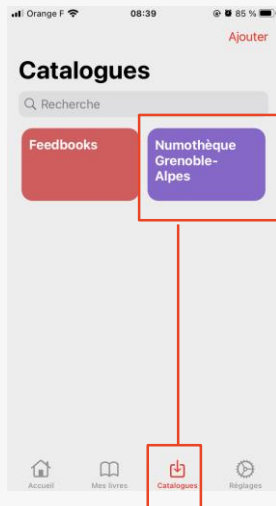 Orange F 08:39 85 %
Ajouter
Catalogues
Recherche
Feedbooks
Numothèque
Grenoble-
Alpes
Accueil Mes livres Catalogues Réglages